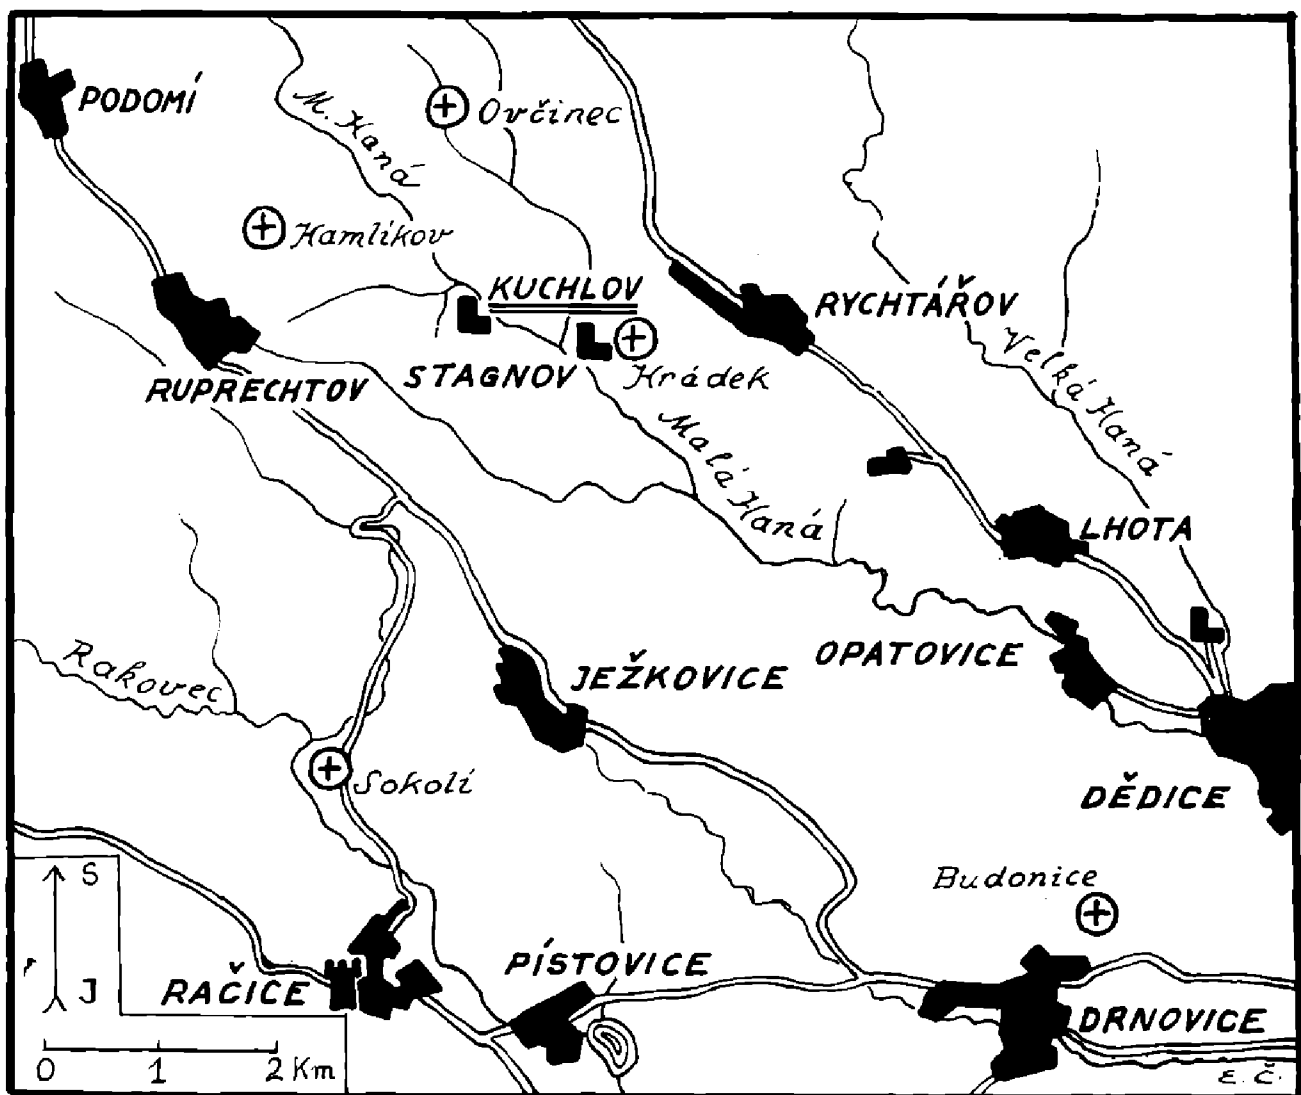 PODOMÍ
M. Haná
Ovčinec
Hamlíkov
KUCHLOV
RYCHTÁŘOV
Velká Haná
RUPRECHTOV
STAGNOV
Hrádek
Malá Haná
LHOTA
Rakovec
JEŽKOVICE
OPATOVICE
Sokolí
DĚDICE
Budonice
S
J
RAČICE
PÍSTOVICE
DRNOVICE
0 1 2 Km
E. Č.